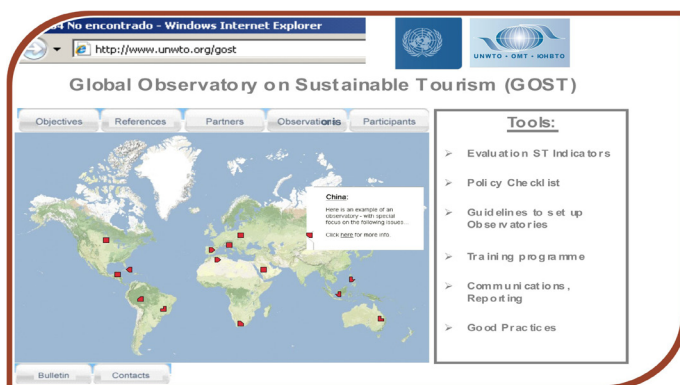 04 No encontrado - Windows Internet Explorer
http://www.unwto.org/gost
UNWTO · OMT · IOHBTO
Global Observatory on Sustainable Tourism (GOST)
Objectives
References
Partners
Observatories
Participants
China:
Here is an example of an
observatory - with special
focus on the following issues...
Click here for more info.
Tools:
Evaluation ST Indicators
Policy Checklist
Guidelines to set up
Observatories
Training programme
Communications,
Reporting
Good Practices
Bulletin
Contacts